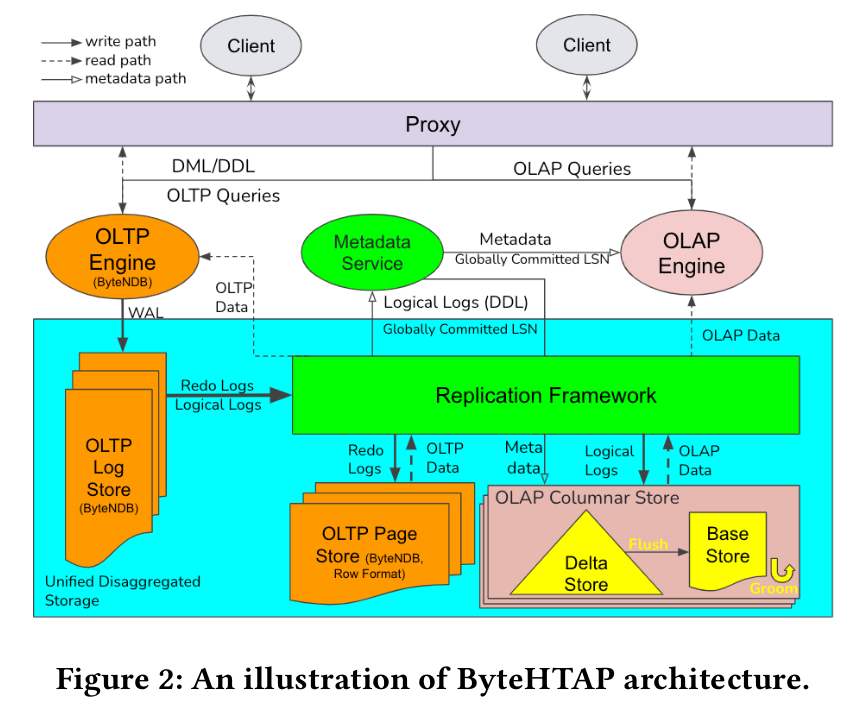 write path
read path
metadata path
Client
Client
Proxy
DML/DDL
OLTP Queries
OLAP Queries
OLTP
Engine
(ByteNDB)
Metadata
Service
Metadata
Globally Committed LSN
OLAP
Engine
OLTP
Data
WAL
Logical Logs (DDL)
Globally Committed LSN
OLAP Data
Redo Logs
Logical Logs
Replication Framework
OLTP
Log
Store
(ByteNDB)
Redo
Logs
OLTP
Data
Meta
data
Logical
Logs
OLAP
Data
OLTP Page
Store (ByteNDB,
Row Format)
OLAP Columnar Store
Delta
Store
Flush
Base
Store
Groom
Unified Disaggregated
Storage
Figure 2: An illustration of ByteHTAP architecture.